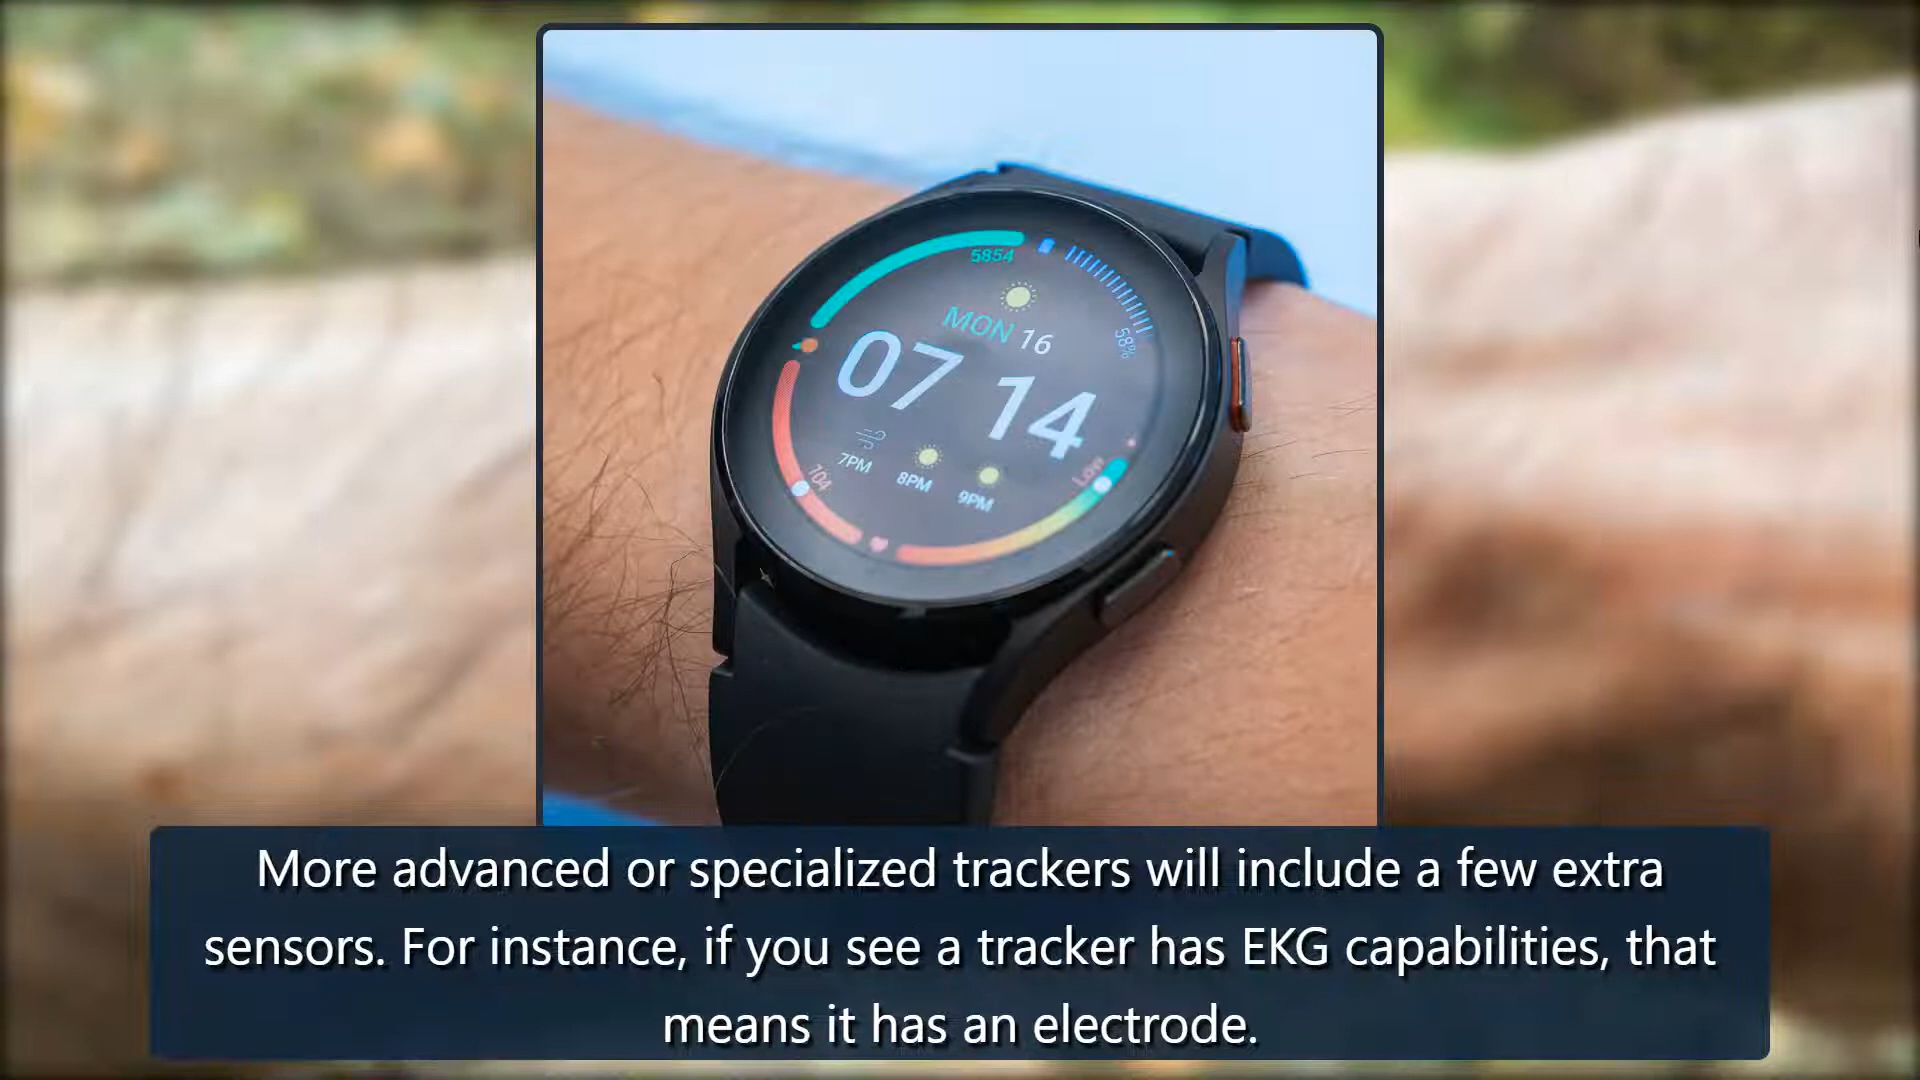 5854
58%
MON 16
07 14
7PM 8PM 9PM
104
Low
More advanced or specialized trackers will include a few extra
sensors. For instance, if you see a tracker has EKG capabilities, that
means it has an electrode.